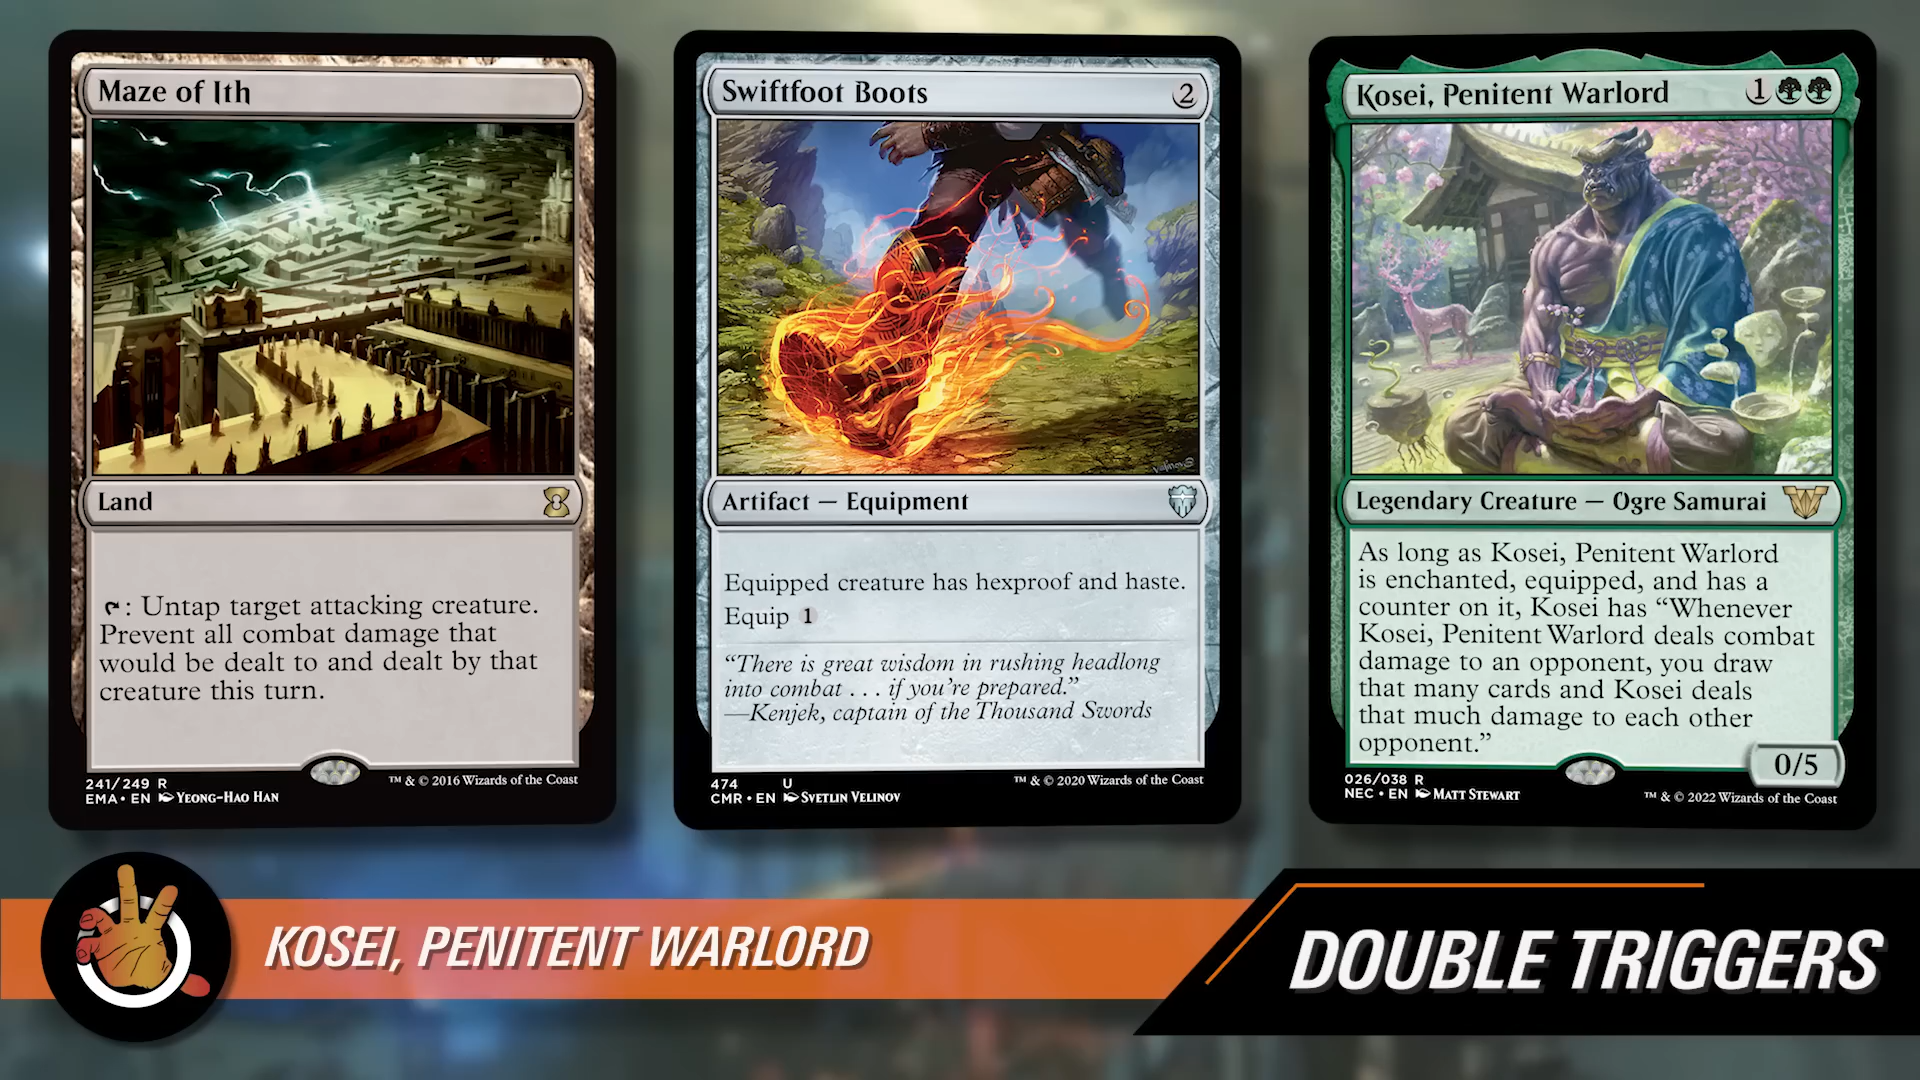 Maze of Ith
Land
: Untap target attacking creature.
Prevent all combat damage that
would be dealt to and dealt by that
creature this turn.
241/249 R
EMA • EN Yeong-Hao Han
™ & © 2016 Wizards of the Coast
Swiftfoot Boots 2
Artifact — Equipment
Equipped creature has hexproof and haste.
Equip 1
“There is great wisdom in rushing headlong
into combat . . . if you’re prepared.”
—Kenjek, captain of the Thousand Swords
474 U
CMR • EN Svetlin Velinov
™ & © 2020 Wizards of the Coast
Kosei, Penitent Warlord 1
Legendary Creature — Ogre Samurai
As long as Kosei, Penitent Warlord
is enchanted, equipped, and has a
counter on it, Kosei has “Whenever
Kosei, Penitent Warlord deals combat
damage to an opponent, you draw
that many cards and Kosei deals
that much damage to each other
opponent.”
0/5
026/038 R
NEC • EN Matt Stewart
™ & © 2022 Wizards of the Coast
KOSEI, PENITENT WARLORD
DOUBLE TRIGGERS